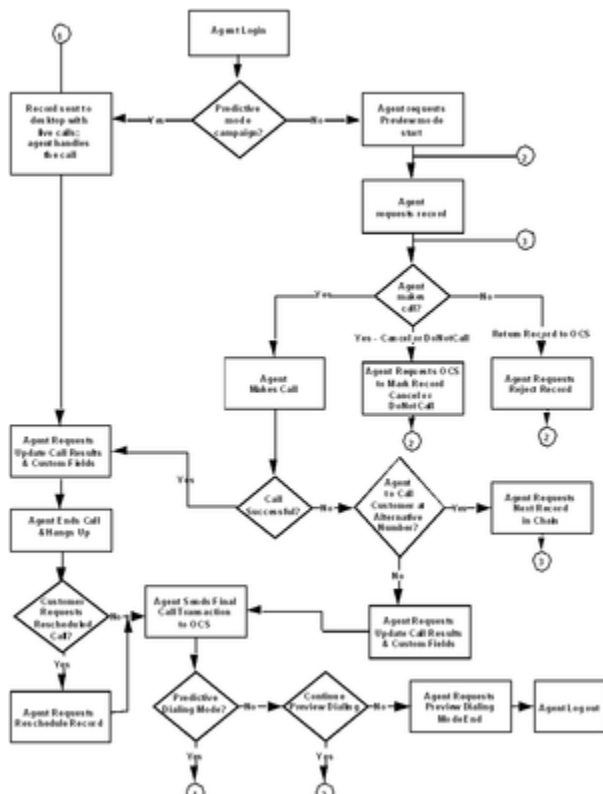 1
Agent Login
Record sent to
desktop with
live calls;
agent handles
the call
Yes
Predictive
mode
campaign?
No
Agent requests
Preview mode
start
2
Agent
requests record
3
Agent
makes
call?
Yes
No
Yes - Cancel or DoNotCall
Return Record to OCS
Agent
Makes Call
Agent Requests OCS
to Mark Record
Cancel or
DoNotCall
Agent Requests
Reject Record
2
2
Agent Requests
Update Call Results
& Custom Fields
Yes
Call
Successful?
No
Agent
to Call
Customer at
Alternative
Number?
Yes
Agent Requests
Next Record
in Chain
3
Agent Ends Call
& Hangs Up
No
Customer
Requests
Rescheduled
Call?
No
Agent Sends Final
Call Transaction
to OCS
Agent Requests
Update Call Results
& Custom Fields
Yes
Agent Requests
Reschedule Record
Predictive
Dialing Mode?
No
Continue
Preview Dialing
No
Agent Requests
Preview Dialing
Mode End
Agent Logout
Yes
Yes